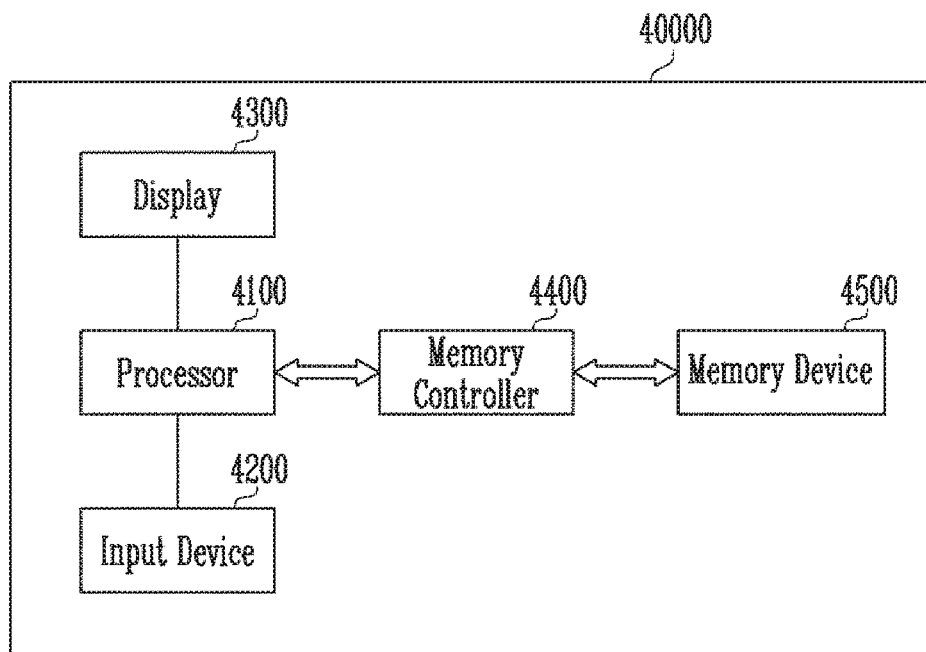 40000
4300
Display
4100
Processor
4400
Memory
Controller
4500
Memory Device
4200
Input Device